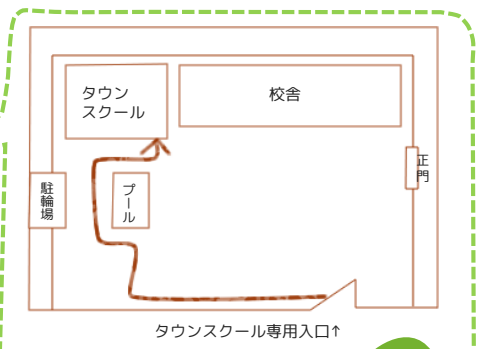 タウン
スクール
校舎
正門
駐輪場
プール
タウンスクール専用入口↑